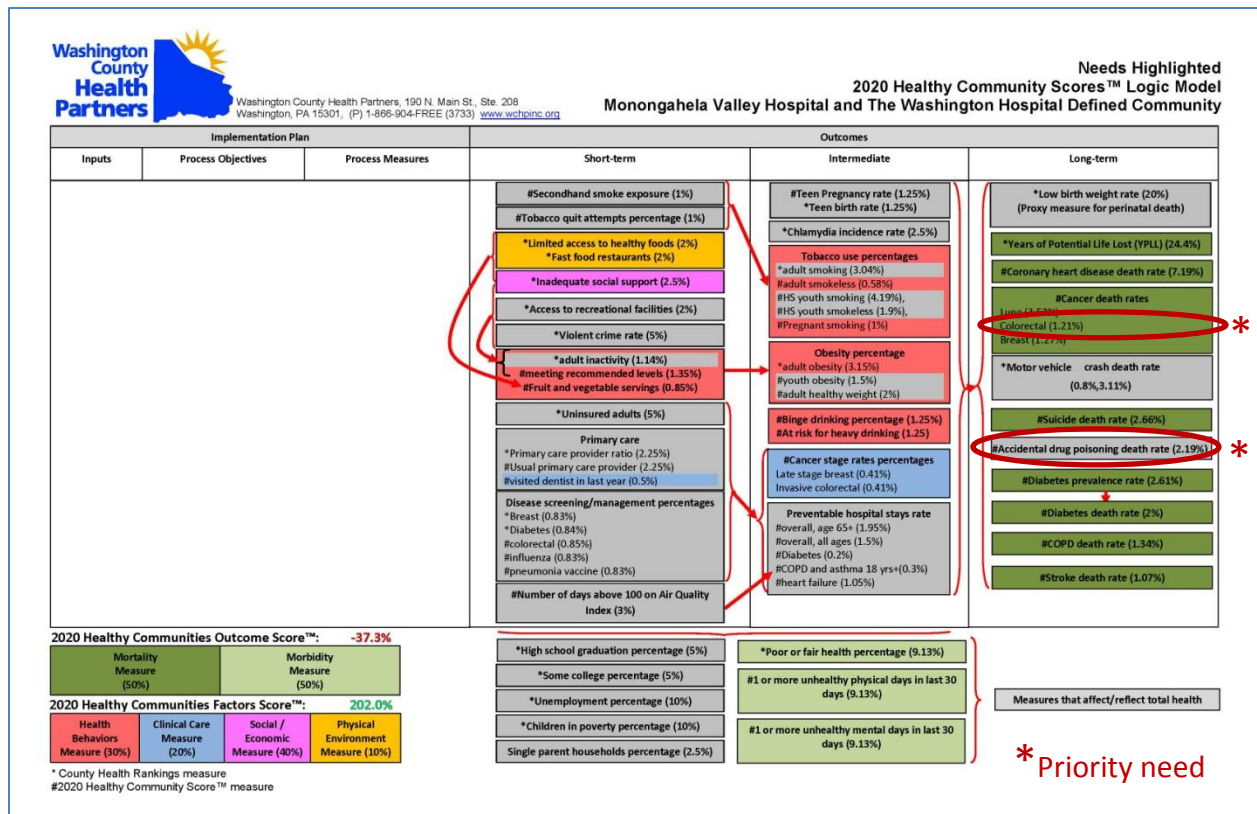 Washington
County
Health
Partners
Washington County Health Partners, 190 N. Main St., Ste. 208
Washington, PA 15301, (P) 1-866-904-FREE (3733) www.wchpinc.org
Needs Highlighted
2020 Healthy Community Scores™ Logic Model
Monongahela Valley Hospital and The Washington Hospital Defined Community
Implementation Plan
Outcomes
Inputs
Process Objectives
Process Measures
Short-term
Intermediate
Long-term
#Secondhand smoke exposure (1%)
#Tobacco quit attempts percentage (1%)
*Limited access to healthy foods (2%)
*Fast food restaurants (2%)
*Inadequate social support (2.5%)
*Access to recreational facilities (2%)
*Violent crime rate (5%)
*adult inactivity (1.14%)
#meeting recommended levels (1.35%)
*Fruit and vegetable servings (0.85%)
*Uninsured adults (5%)
Primary care
*Primary care provider ratio (2.25%)
#Usual primary care provider (2.25%)
#visited dentist in last year (0.5%)
Disease screening/management percentages
*Breast (0.83%)
*Diabetes (0.84%)
#colorectal (0.85%)
#influenza (0.83%)
#pneumonia vaccine (0.83%)
#Number of days above 100 on Air Quality
Index (3%)
#Teen Pregnancy rate (1.25%)
*Teen birth rate (1.25%)
*Chlamydia incidence rate (2.5%)
Tobacco use percentages
*adult smoking (3.04%)
#adult smokeless (0.58%)
#HS youth smoking (4.19%),
#HS youth smokeless (1.9%),
#Pregnant smoking (1%)
Obesity percentage
*adult obesity (3.15%)
#youth obesity (1.5%)
#adult healthy weight (2%)
#Binge drinking percentage (1.25%)
#At risk for heavy drinking (1.25)
#Cancer stage rates percentages
Late stage breast (0.41%)
Invasive colorectal (0.41%)
Preventable hospital stays rate
#overall, age 65+ (1.95%)
#overall, all ages (1.5%)
#Diabetes (0.2%)
#COPD and asthma 18 yrs+(0.3%)
#heart failure (1.05%)
*Low birth weight rate (20%)
(Proxy measure for perinatal death)
*Years of Potential Life Lost (YPLL) (24.4%)
#Coronary heart disease death rate (7.19%)
#Cancer death rates
Lung
Colorectal (1.21%)
Breast (1.27%)
*
*Motor vehicle crash death rate
(0.8%,3.11%)
#Suicide death rate (2.66%)
#Accidental drug poisoning death rate (2.19%)
*
#Diabetes prevalence rate (2.61%)
#Diabetes death rate (2%)
#COPD death rate (1.34%)
#Stroke death rate (1.07%)
2020 Healthy Communities Outcome Score™: -37.3%
Mortality
Measure
(50%)
Morbidity
Measure
(50%)
2020 Healthy Communities Factors Score™: 202.0%
Health
Behaviors
Measure (30%)
Clinical Care
Measure
(20%)
Social /
Economic
Measure (40%)
Physical
Environment
Measure (10%)
* County Health Rankings measure
#2020 Healthy Community Score™ measure
*High school graduation percentage (5%)
*Some college percentage (5%)
*Unemployment percentage (10%)
*Children in poverty percentage (10%)
Single parent households percentage (2.5%)
*Poor or fair health percentage (9.13%)
#1 or more unhealthy physical days in last 30
days (9.13%)
#1 or more unhealthy mental days in last 30
days (9.13%)
Measures that affect/reflect total health
*Priority need